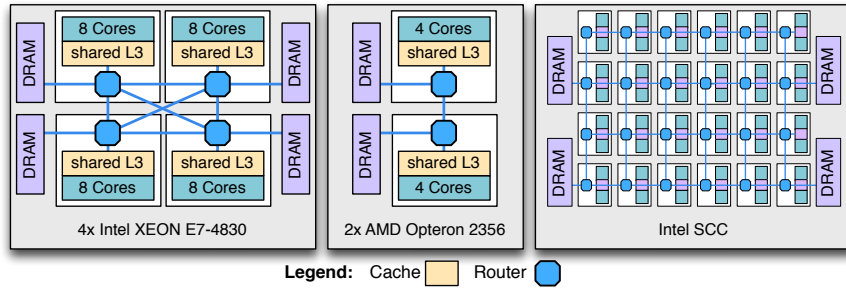 8 Cores
shared L3
8 Cores
shared L3
DRAM
DRAM
DRAM
DRAM
shared L3
8 Cores
shared L3
8 Cores
4x Intel XEON E7-4830
4 Cores
shared L3
DRAM
DRAM
shared L3
4 Cores
2x AMD Opteron 2356
DRAM
DRAM
DRAM
DRAM
Intel SCC
Legend: Cache Router